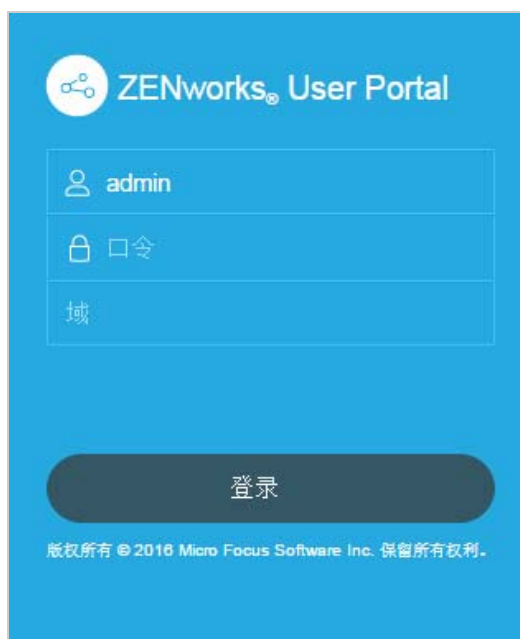 ZENworks® User Portal
admin
口令
域
登录
版权所有 © 2016 Micro Focus Software Inc. 保留所有权利。